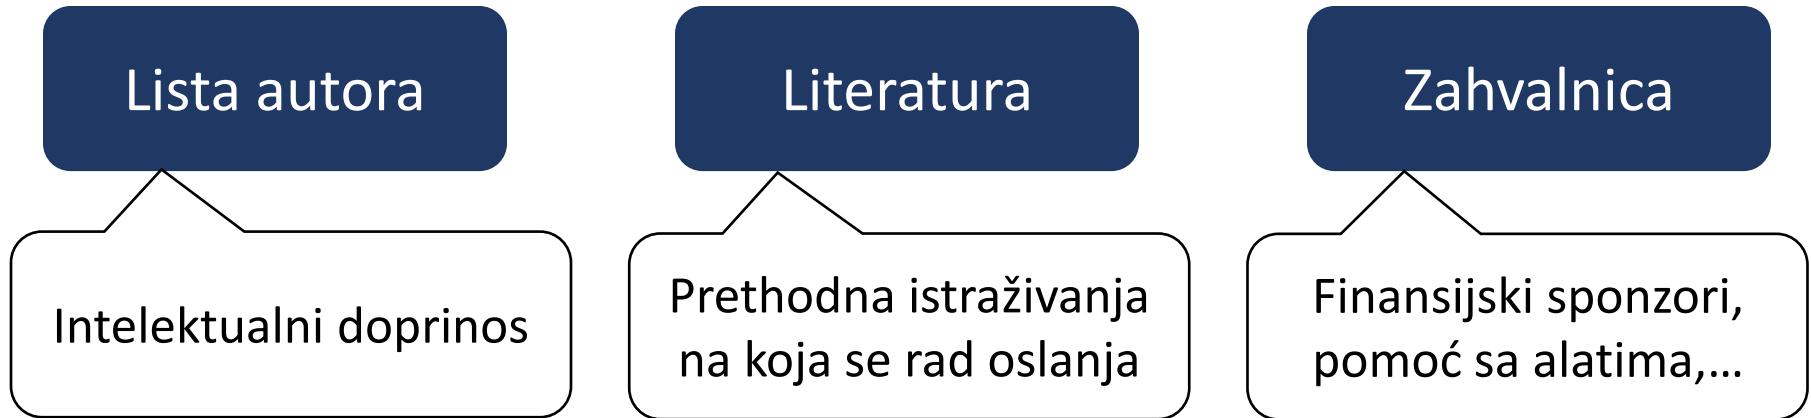 Lista autora
Literatura
Zahvalnica
Intelektualni doprinos
Prethodna istraživanja
na koja se rad oslanja
Finansijski sponzori,
pomoć sa alatima,...